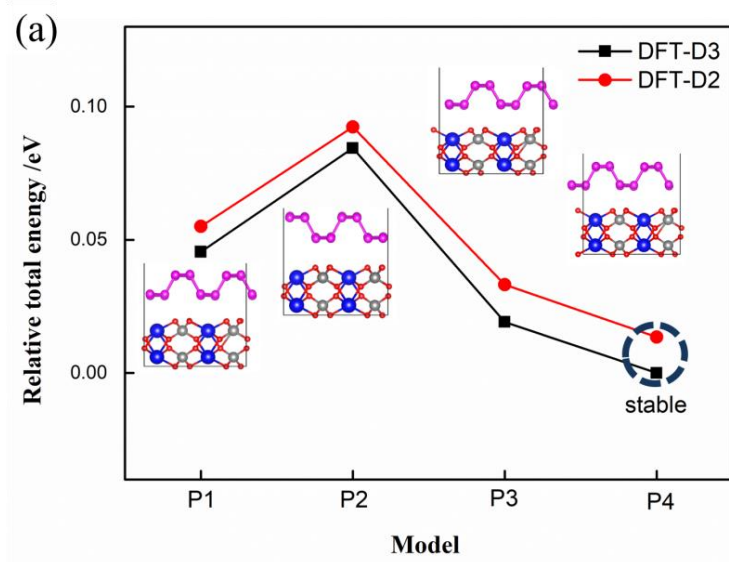 (a)
DFT-D3
DFT-D2
Relative total enengy /eV
0.10
0.05
0.00
stable
P1
P2
P3
P4
Model